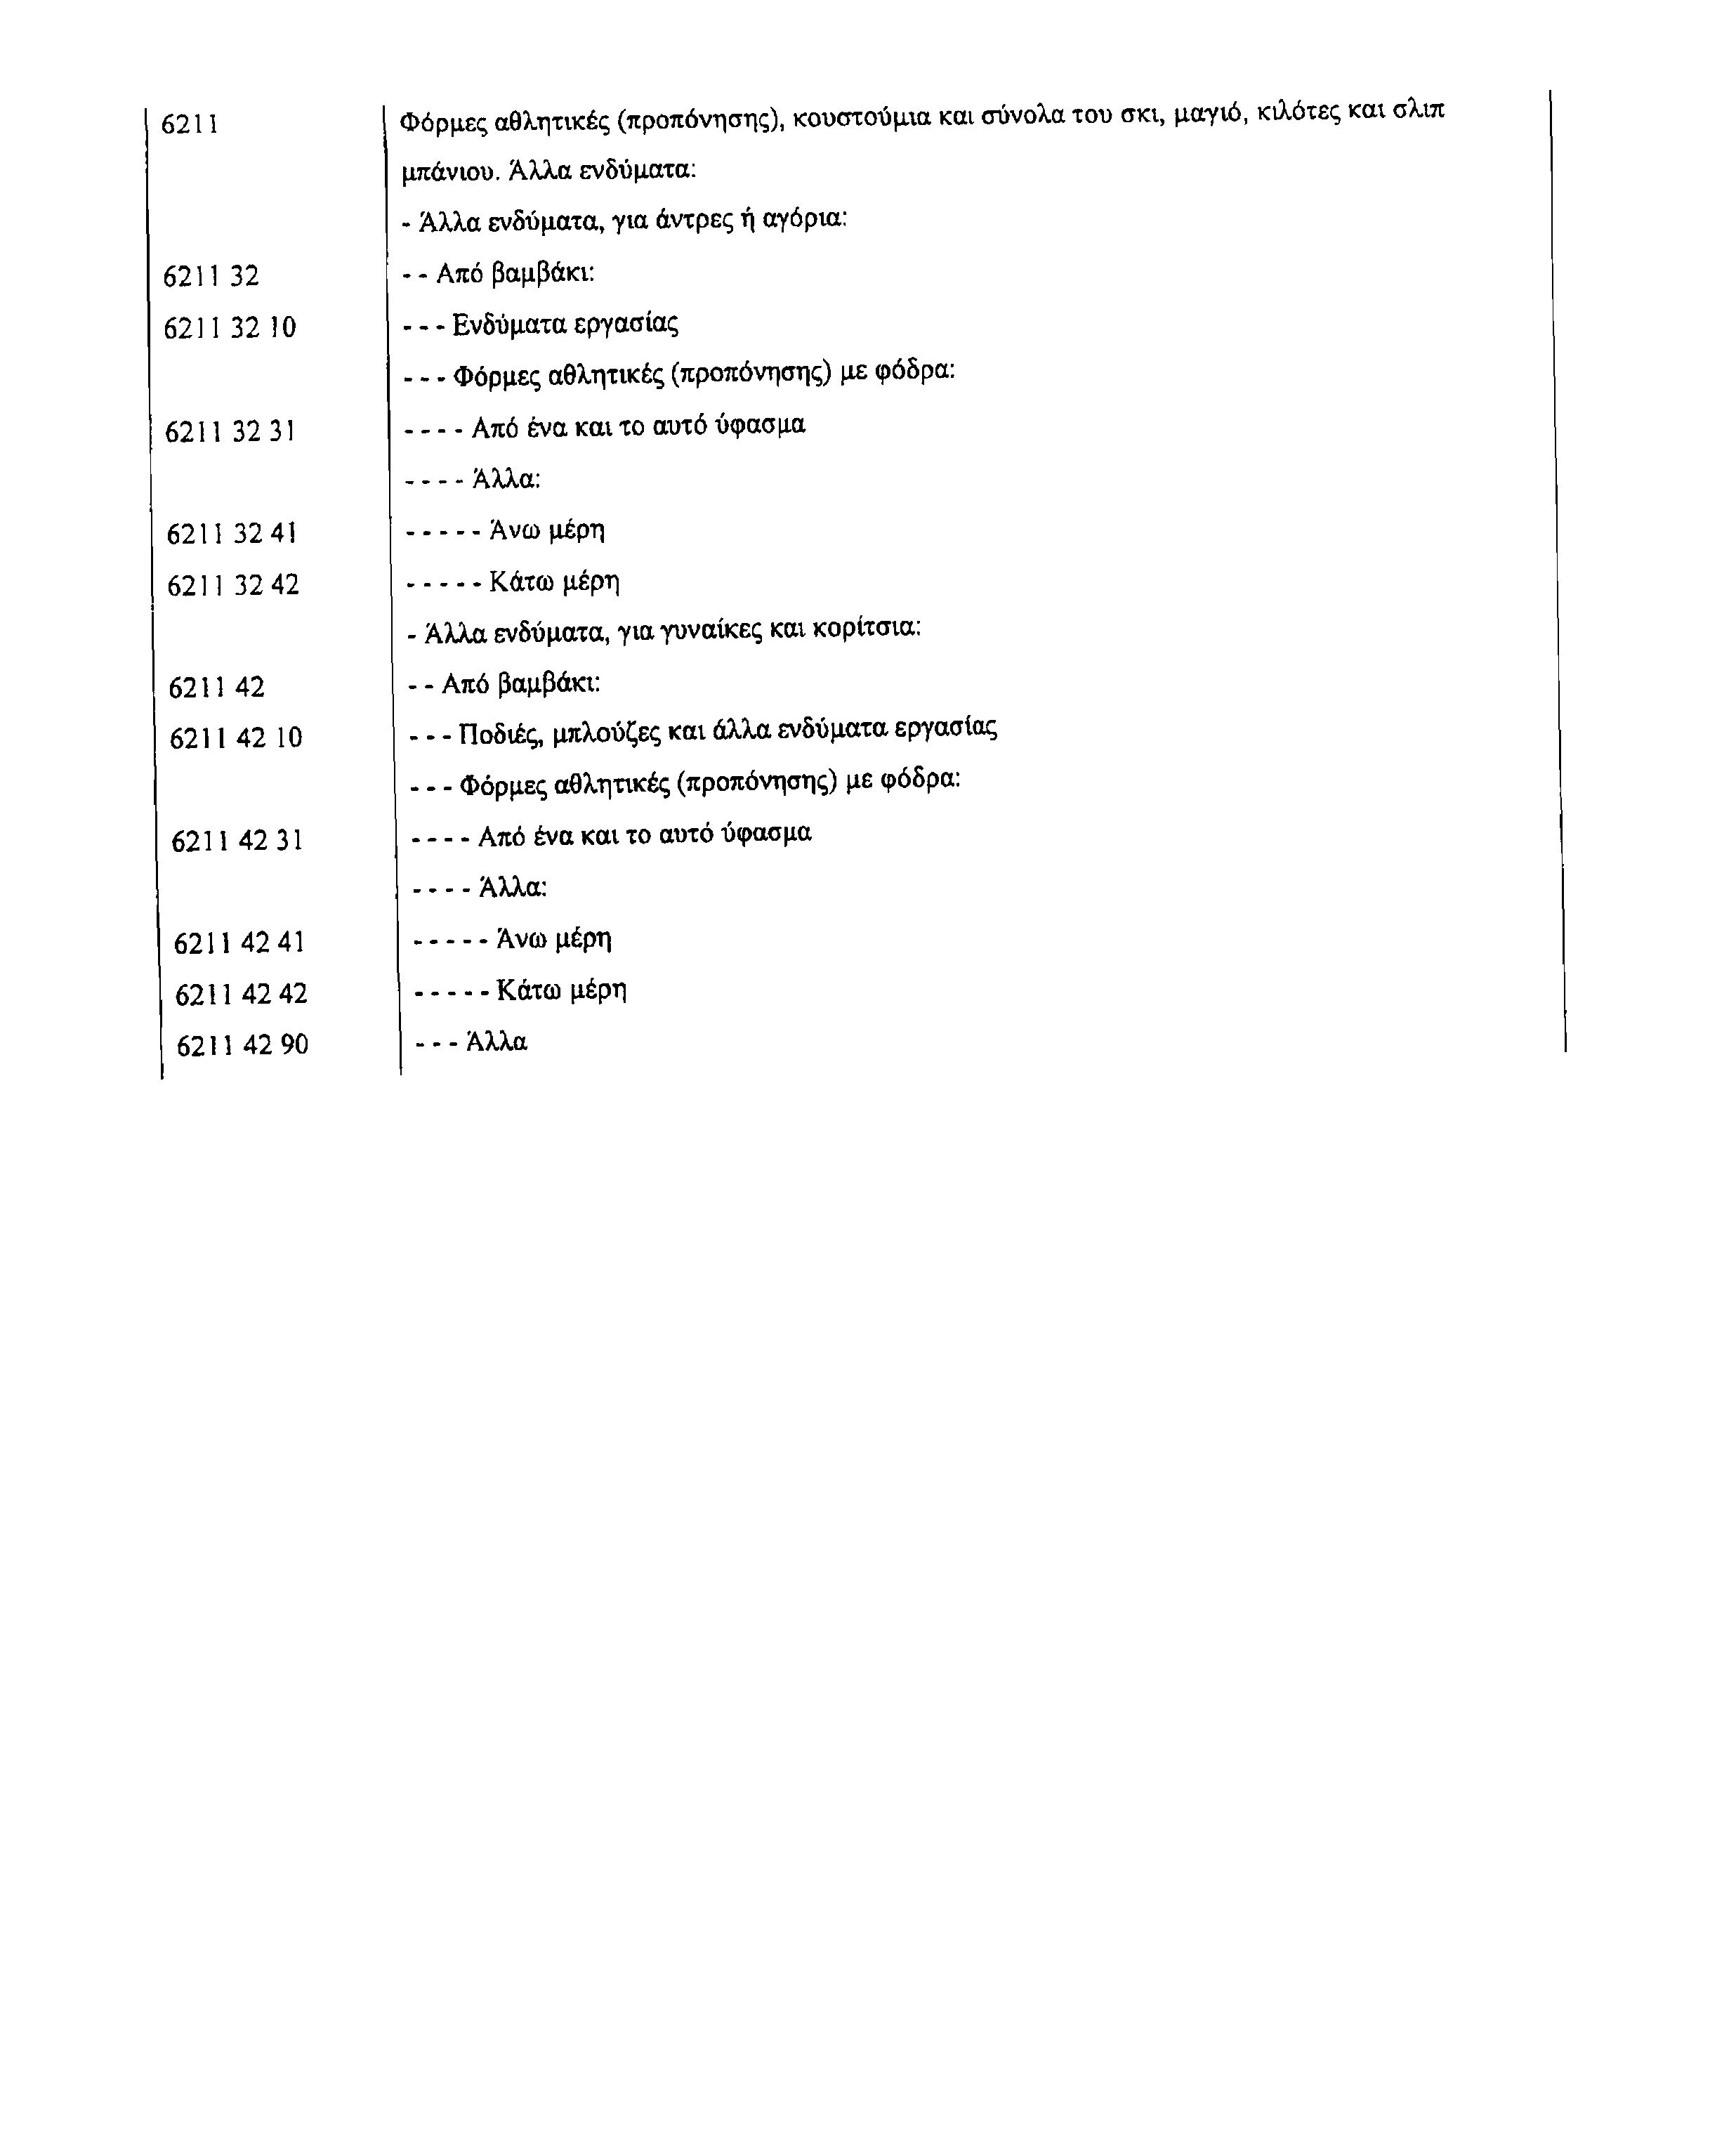 6211 Φόρμες αθλητικές (προπόνησης), κουστούμια και σύνολα του σκι, μαγιό, κιλότες και σλιπ
μπάνιου. Άλλα ενδύματα:
- Άλλα ενδύματα, για άντρες ή αγόρια:
6211 32 - - Από βαμβάκι:
6211 32 10 - - - Ενδύματα εργασίας
- - - Φόρμες αθλητικές (προπόνησης) με φόδρα:
6211 32 31 - - - - Από ένα και το αυτό ύφασμα
- - - - Άλλα:
6211 32 41 - - - - - Άνω μέρη
6211 32 42 - - - - - Κάτω μέρη
- Άλλα ενδύματα, για γυναίκες και κορίτσια:
6211 42 - - Από βαμβάκι:
6211 42 10 - - - Ποδιές, μπλούζες και άλλα ενδύματα εργασίας
- - - Φόρμες αθλητικές (προπόνησης) με φόδρα:
6211 42 31 - - - - Από ένα και το αυτό ύφασμα
- - - - Άλλα:
6211 42 41 - - - - - Άνω μέρη
6211 42 42 - - - - - Κάτω μέρη
6211 42 90 - - - Άλλα